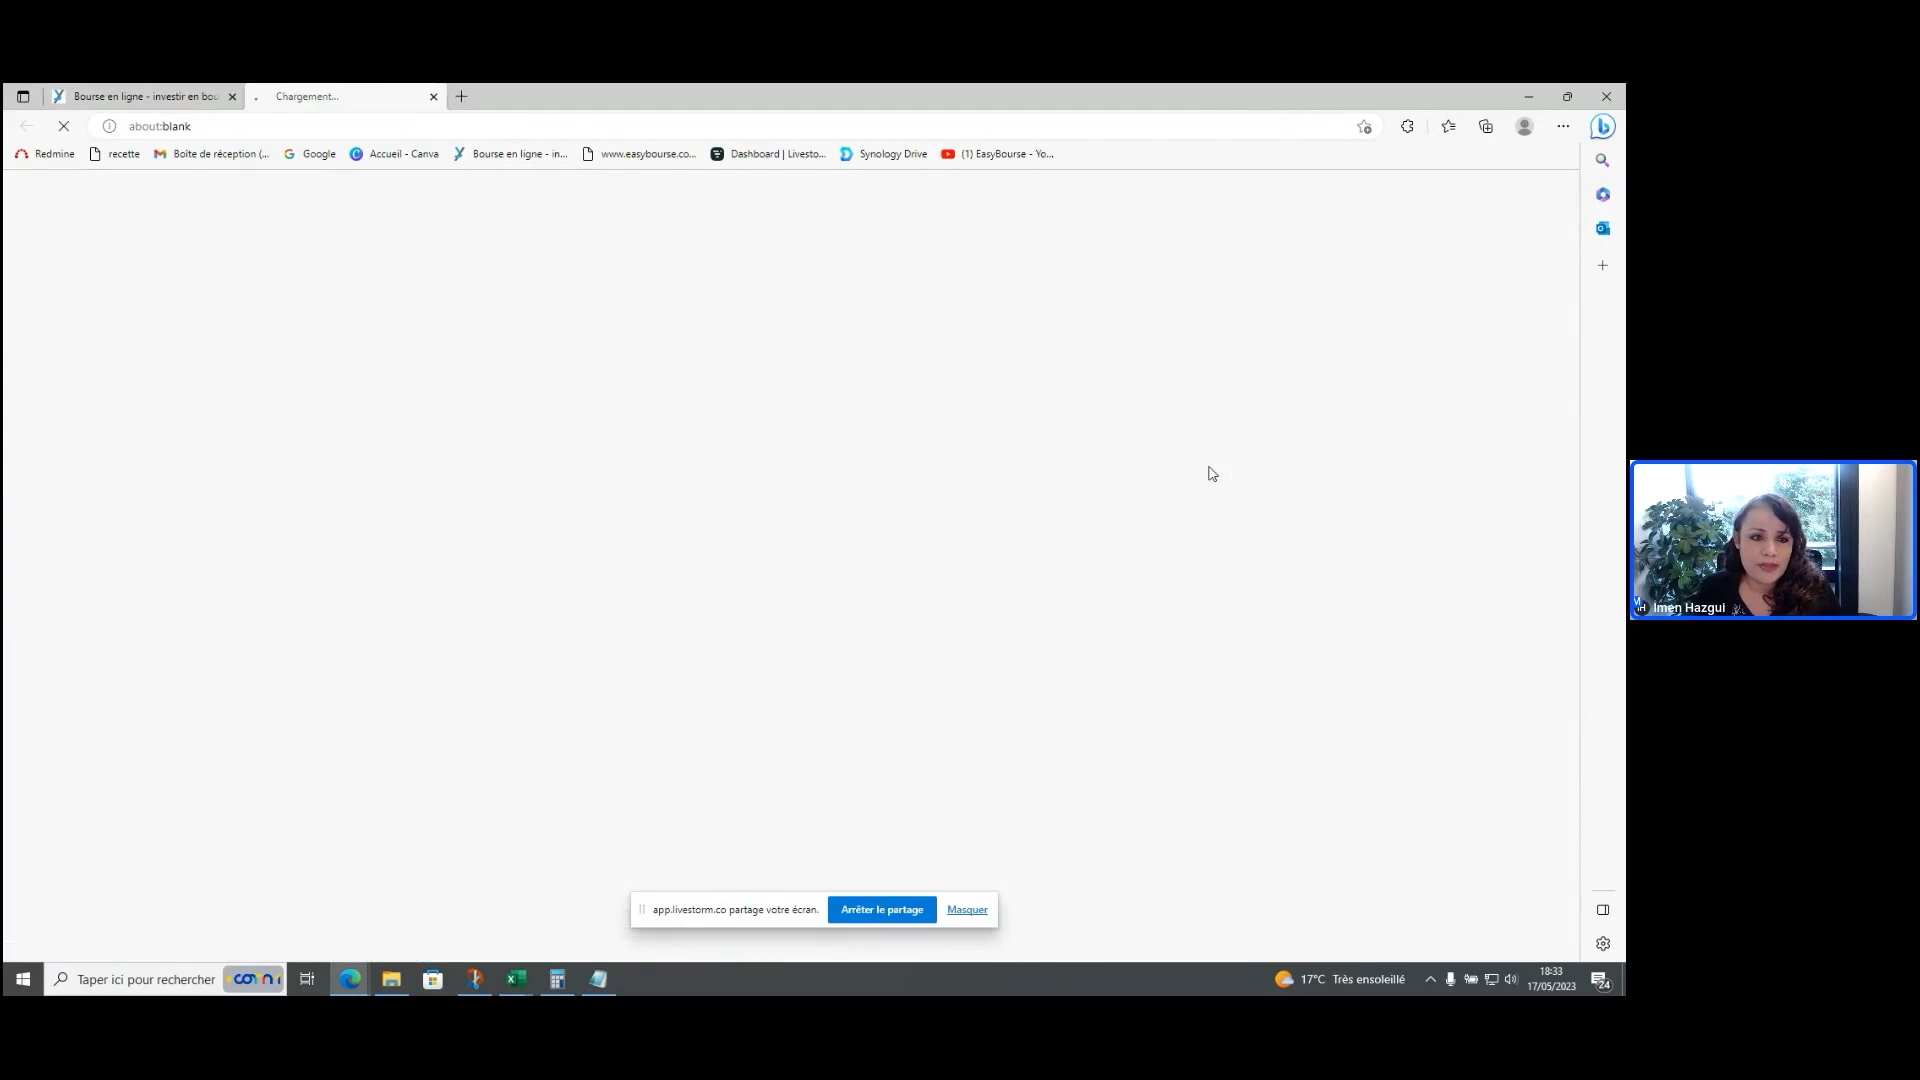 Bourse en ligne - investir en bou
Chargement...
about:blank
Redmine
recette
Boîte de réception (...
Google
Accueil - Canva
Bourse en ligne - in...
www.easybourse.co...
Dashboard | Livesto...
Synology Drive
(1) EasyBourse - Yo...
Imen Hazgui
app.livestorm.co partage votre écran.
Arrêter le partage
Masquer
Taper ici pour rechercher
17°C Très ensoleillé
18:33
17/05/2023
24